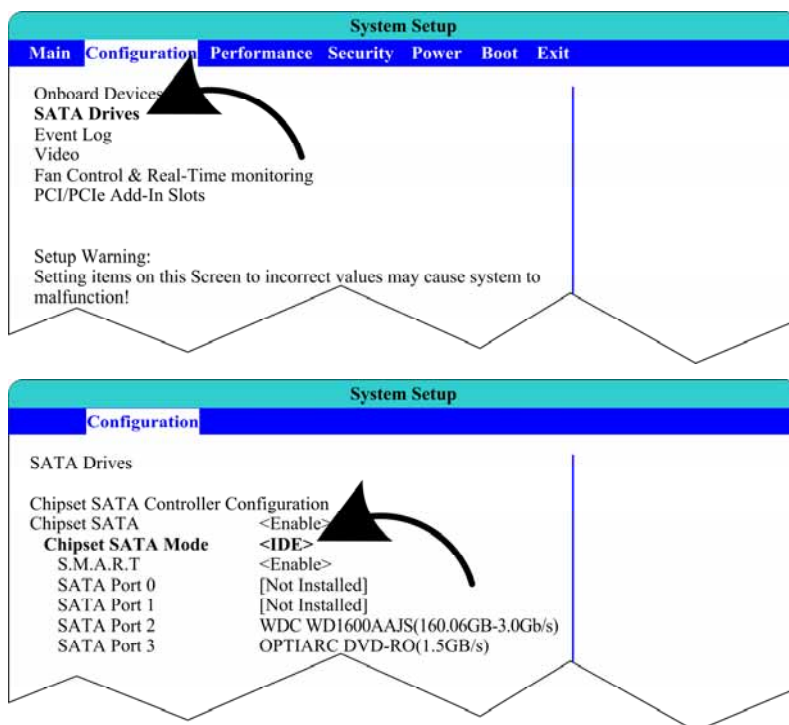 System Setup
Main Configuration Performance Security Power Boot Exit
Onboard Devices
SATA Drives
Event Log
Video
Fan Control & Real-Time monitoring
PCI/PCIe Add-In Slots
Setup Warning:
Setting items on this Screen to incorrect values may cause system to
malfunction!
System Setup
Configuration
SATA Drives
Chipset SATA Controller Configuration
Chipset SATA <Enable>
Chipset SATA Mode <IDE>
S.M.A.R.T <Enable>
SATA Port 0 [Not Installed]
SATA Port 1 [Not Installed]
SATA Port 2 WDC WD1600AAJS(160.06GB-3.0Gb/s)
SATA Port 3 OPTIARC DVD-RO(1.5GB/s)